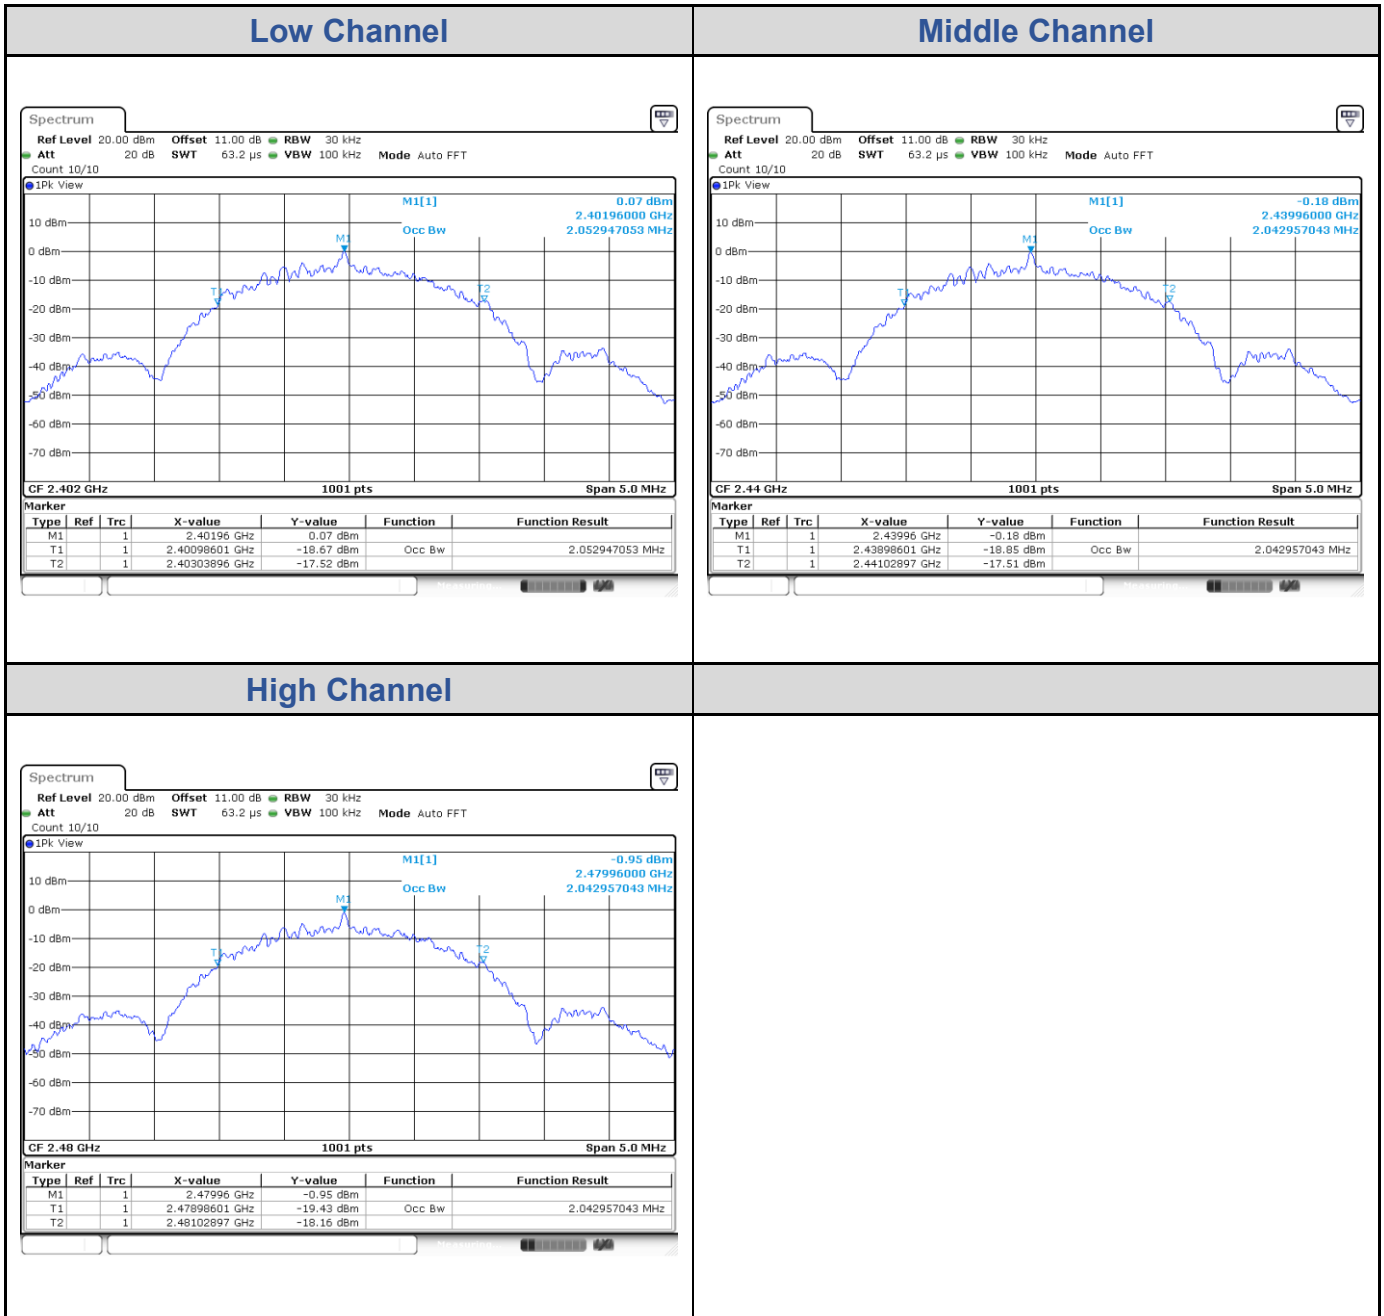 Low Channel
Middle Channel
Spectrum
Ref Level 20.00 dBm Offset 11.00 dB RBW 30 kHz
Att 20 dB SWT 63.2 µs VBW 100 kHz Mode Auto FFT
Count 10/10
1Pk View
M1[1] 0.07 dBm
2.40196000 GHz
Occ Bw 2.052947053 MHz
10 dBm
M1
0 dBm
-10 dBm
T1
T2
-20 dBm
-30 dBm
-40 dBm
-50 dBm
-60 dBm
-70 dBm
CF 2.402 GHz 1001 pts Span 5.0 MHz
Marker
Type Ref Trc X-value Y-value Function Function Result
M1 1 2.40196 GHz 0.07 dBm
T1 1 2.40098601 GHz -18.67 dBm Occ Bw 2.052947053 MHz
T2 1 2.40303896 GHz -17.52 dBm
Spectrum
Ref Level 20.00 dBm Offset 11.00 dB RBW 30 kHz
Att 20 dB SWT 63.2 µs VBW 100 kHz Mode Auto FFT
Count 10/10
1Pk View
M1[1] -0.18 dBm
2.43996000 GHz
Occ Bw 2.042957043 MHz
10 dBm
M1
0 dBm
-10 dBm
T1
T2
-20 dBm
-30 dBm
-40 dBm
-50 dBm
-60 dBm
-70 dBm
CF 2.44 GHz 1001 pts Span 5.0 MHz
Marker
Type Ref Trc X-value Y-value Function Function Result
M1 1 2.43996 GHz -0.18 dBm
T1 1 2.43898601 GHz -18.85 dBm Occ Bw 2.042957043 MHz
T2 1 2.44102897 GHz -17.51 dBm
High Channel
Spectrum
Ref Level 20.00 dBm Offset 11.00 dB RBW 30 kHz
Att 20 dB SWT 63.2 µs VBW 100 kHz Mode Auto FFT
Count 10/10
1Pk View
M1[1] -0.95 dBm
2.47996000 GHz
Occ Bw 2.042957043 MHz
10 dBm
M1
0 dBm
-10 dBm
T1
T2
-20 dBm
-30 dBm
-40 dBm
-50 dBm
-60 dBm
-70 dBm
CF 2.48 GHz 1001 pts Span 5.0 MHz
Marker
Type Ref Trc X-value Y-value Function Function Result
M1 1 2.47996 GHz -0.95 dBm
T1 1 2.47898601 GHz -19.43 dBm Occ Bw 2.042957043 MHz
T2 1 2.48102897 GHz -18.16 dBm
Measuring...